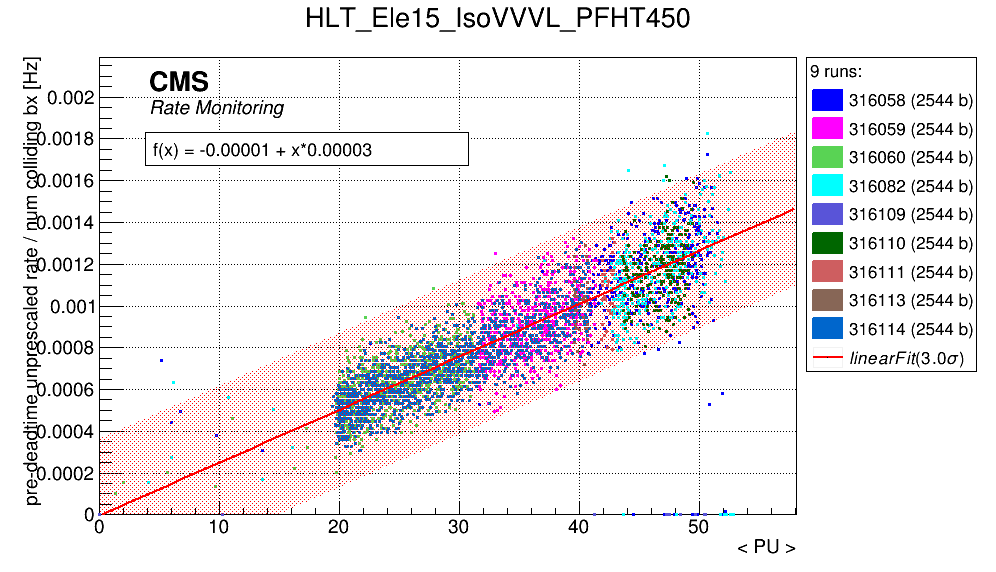 HLT_Ele15_IsoVVVL_PFHT450
pre-deadtime unprescaled rate / num colliding bx [Hz]
CMS
Rate Monitoring
f(x) = -0.00001 + x*0.00003
0.002
0.0018
0.0016
0.0014
0.0012
0.001
0.0008
0.0006
0.0004
0.0002
0
0 10 20 30 40 50
< PU >
9 runs:
316058 (2544 b)
316059 (2544 b)
316060 (2544 b)
316082 (2544 b)
316109 (2544 b)
316110 (2544 b)
316111 (2544 b)
316113 (2544 b)
316114 (2544 b)
linearFit(3.0σ)